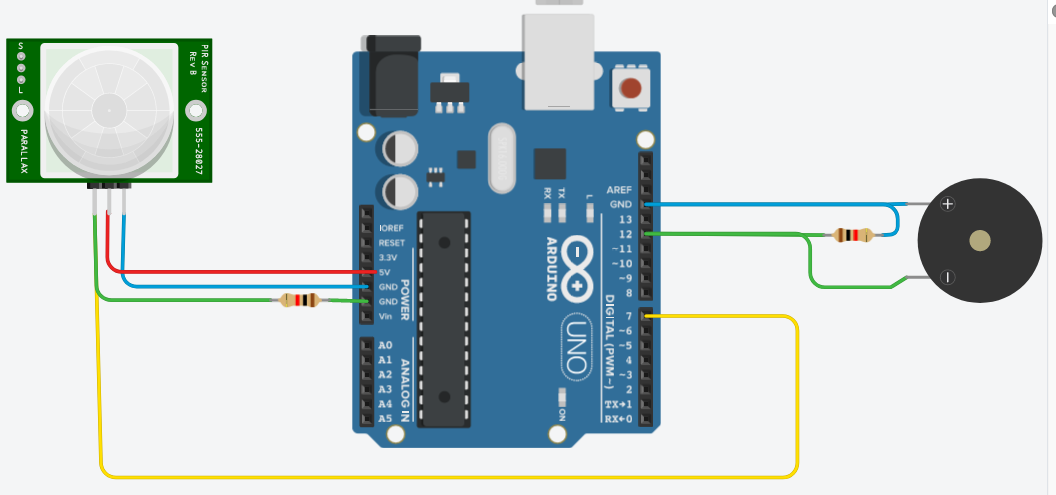 S
L
PIR SENSOR
REV B
PARALLAX
555-28027
IOREF
RESET
3.3V
5V
GND
GND
Vin
POWER
A0
A1
A2
A3
A4
A5
ANALOG IN
RX
TX
L
ARDUINO
UNO
ON
AREF
GND
13
12
~11
~10
~9
8
7
~6
~5
4
~3
2
TX→1
RX←0
DIGITAL (PWM~)
+
−